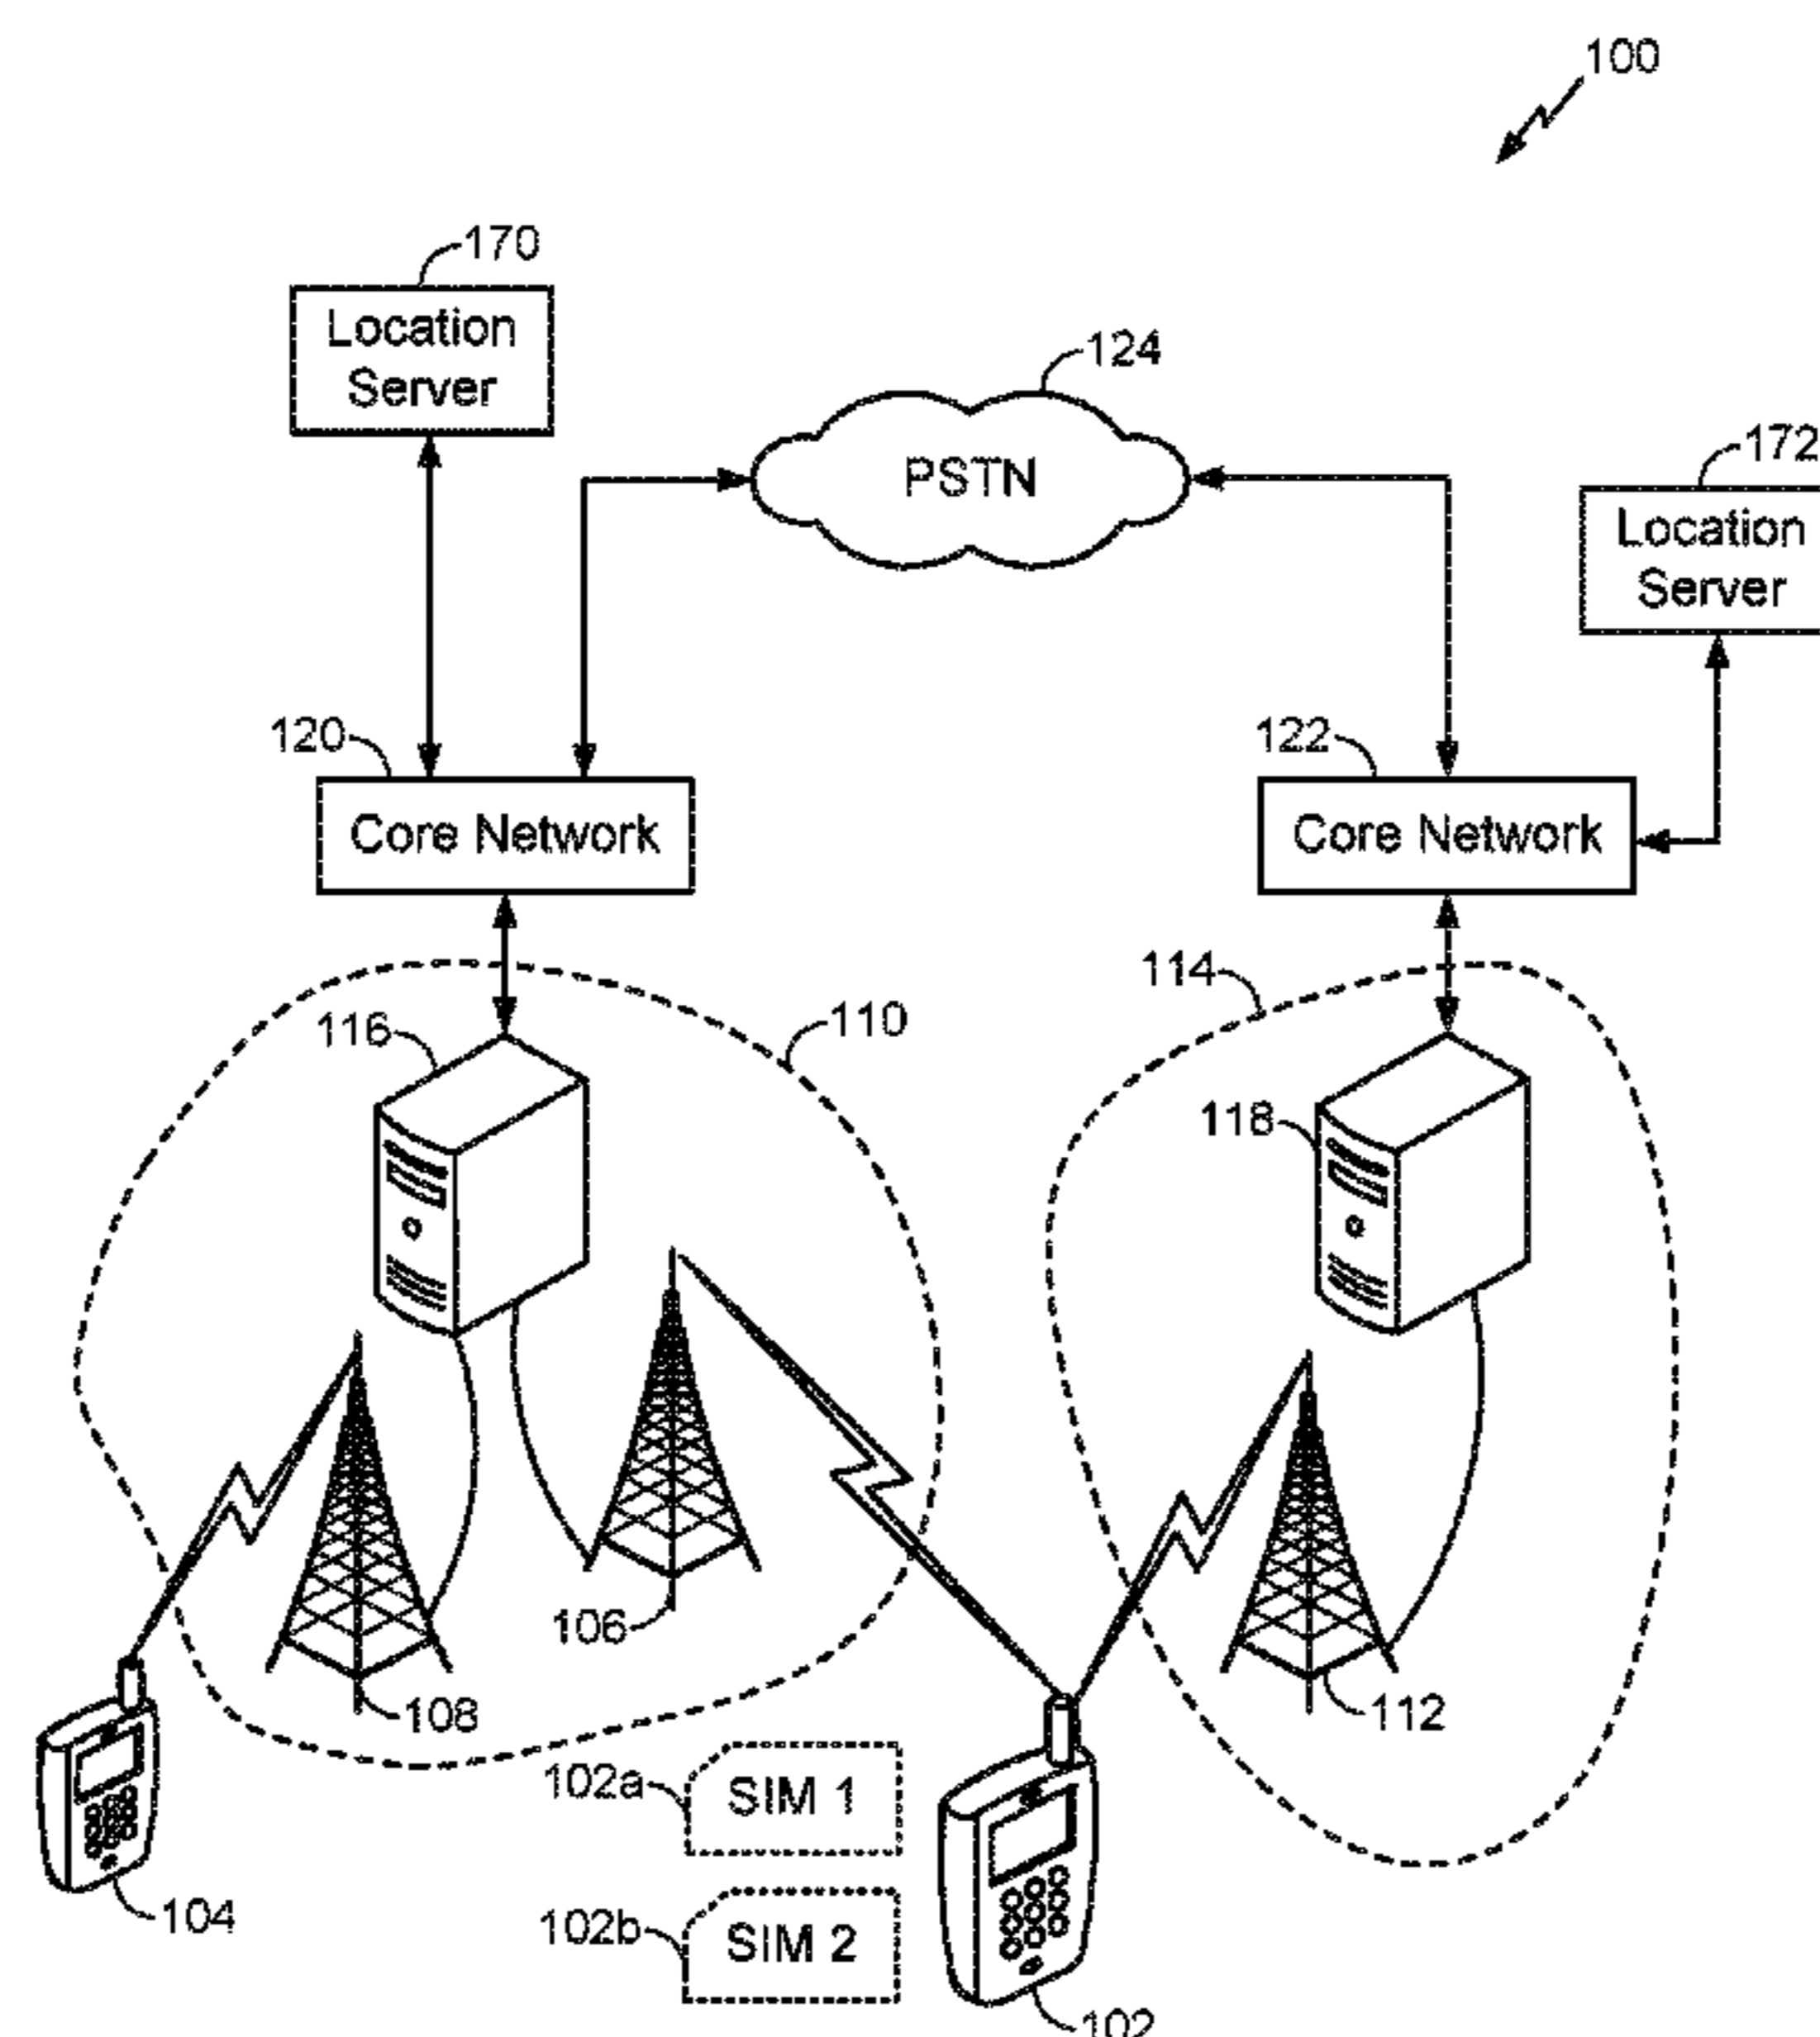 100
170
Location
Server
124
PSTN
172
Location
Server
120
Core Network
122
Core Network
114
116
110
118
106
108
112
102a
SIM 1
104
102b
SIM 2
102